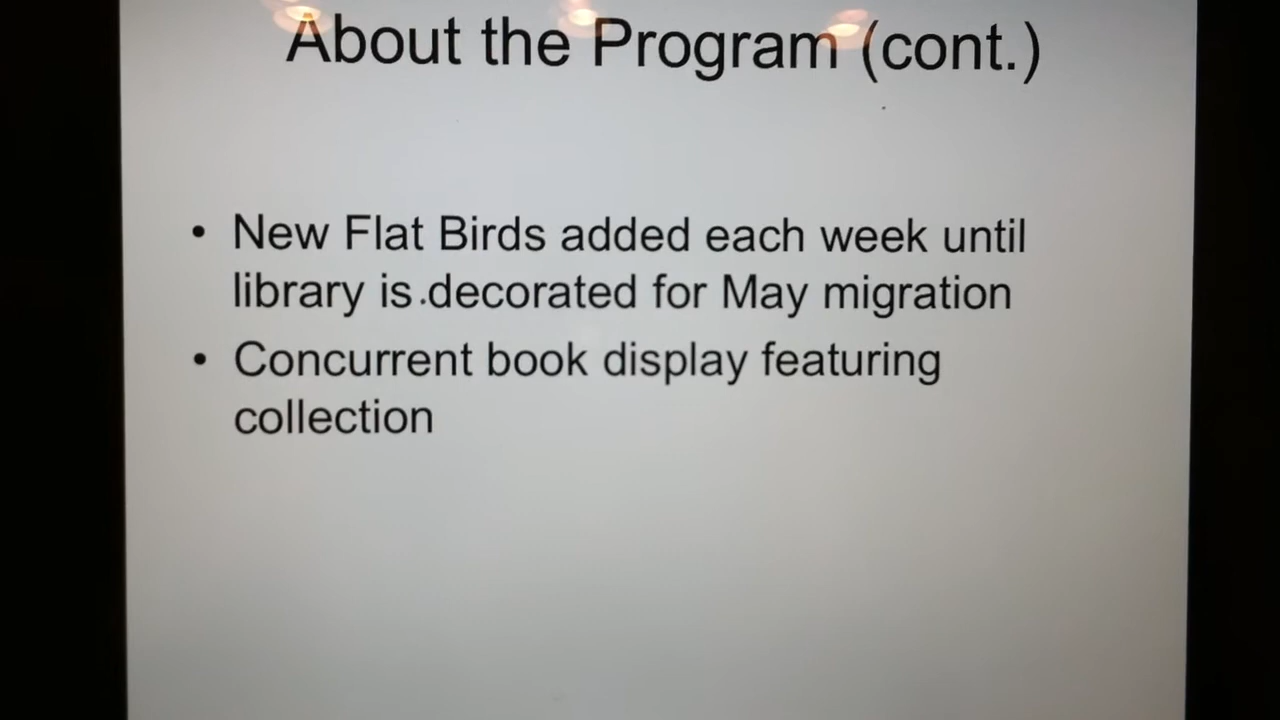 About the Program (cont.)
• New Flat Birds added each week until
library is decorated for May migration
• Concurrent book display featuring
collection